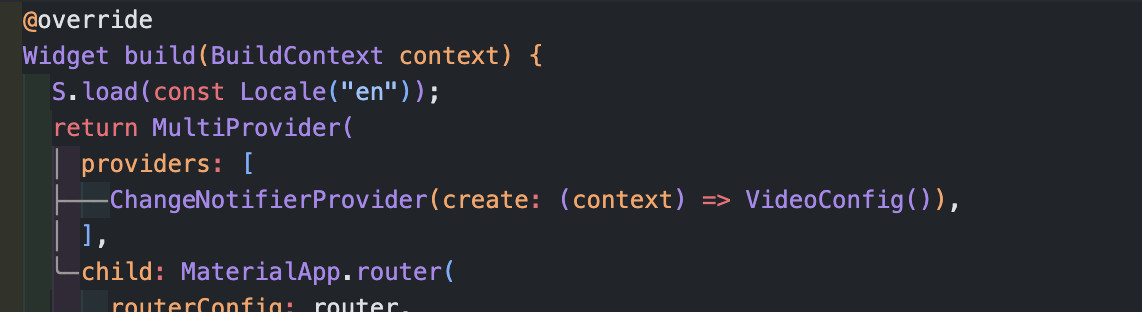 @override
Widget build(BuildContext context) {
S.load(const Locale("en"));
return MultiProvider(
providers: [
ChangeNotifierProvider(create: (context) => VideoConfig()),
],
child: MaterialApp.router(
routerConfig: router,